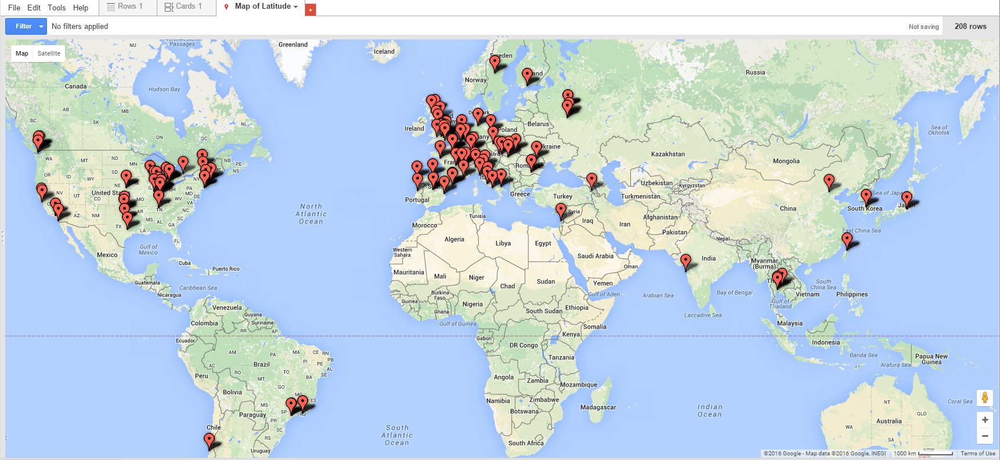 File Edit Tools Help
Rows 1
Cards 1
Map of Latitude
+
Filter
No filters applied
Not saving
208 rows
Map
Satellite
Northwestern
Passages
NU
Greenland
Iceland
Sweden
Norway
Russia
Canada
Hudson Bay
AB
MB
BC
SK
NL
ON
QC
Ireland
Poland
Belarus
Ukraine
Sea of
Okhotsk
Kazakhstan
Mongolia
WA
MT
ND
MN
NB
PE
NS
OR
ID
WY
SD
NE
NY
NV
UT
CO
United States
IL
OH
PA
MD
DE
WV
VA
MO
TN
NC
SC
AZ
NM
AR
MS
AL
GA
TX
LA
FL
Portugal
Greece
Turkey
Syria
Uzbekistan
Kyrgyzstan
Turkmenistan
Afghanistan
Iraq
Iran
Pakistan
Nepal
China
South Korea
Sea of Japan
Japan
East China Sea
North
Atlantic
Ocean
Gulf of
Mexico
Mexico
Cuba
Puerto Rico
Guatemala
Caribbean Sea
Nicaragua
Morocco
Tunisia
Algeria
Libya
Egypt
Western
Sahara
Mauritania
Mali
Niger
Chad
Sudan
Saudi Arabia
Oman
Yemen
Gulf of Aden
Arabian Sea
India
Myanmar
(Burma)
Bay of Bengal
South
China Sea
Vietnam
Philippines
Gulf of
Thailand
Laccadive Sea
Malaysia
Indonesia
Banda Sea
Arafura Sea
Papua New
Guinea
Burkina
Faso
Guinea
Ghana
Nigeria
Gulf of Guinea
South Sudan
Ethiopia
Somalia
Kenya
Gabon
DR Congo
Tanzania
Angola
Zambia
Mozambique
Namibia
Zimbabwe
Botswana
Madagascar
South Africa
Venezuela
Guyana
Colombia
Suriname
RR
AP
Ecuador
AM
PA
MA
CE
RN
PB
PI
PE
AL
SE
AC
RO
TO
BA
Brazil
Peru
MT
GO
Bolivia
MG
ES
MS
SP
RJ
Paraguay
PR
SC
Chile
RS
Uruguay
South
Atlantic
Ocean
Indian
Ocean
Coral Sea
NT
QLD
Australia
WA
SA
NSW
+
−
©2016 Google - Map data ©2016 Google, INEGI
1000 km
Terms of Use